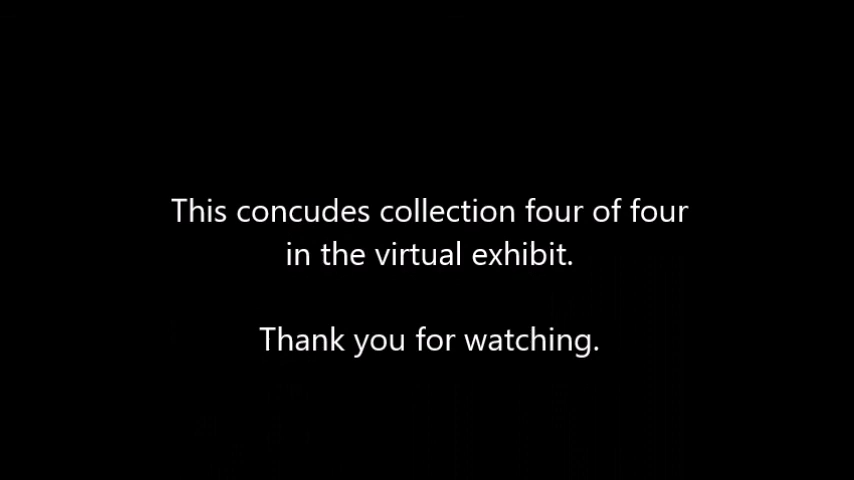 This concudes collection four of four
in the virtual exhibit.
Thank you for watching.